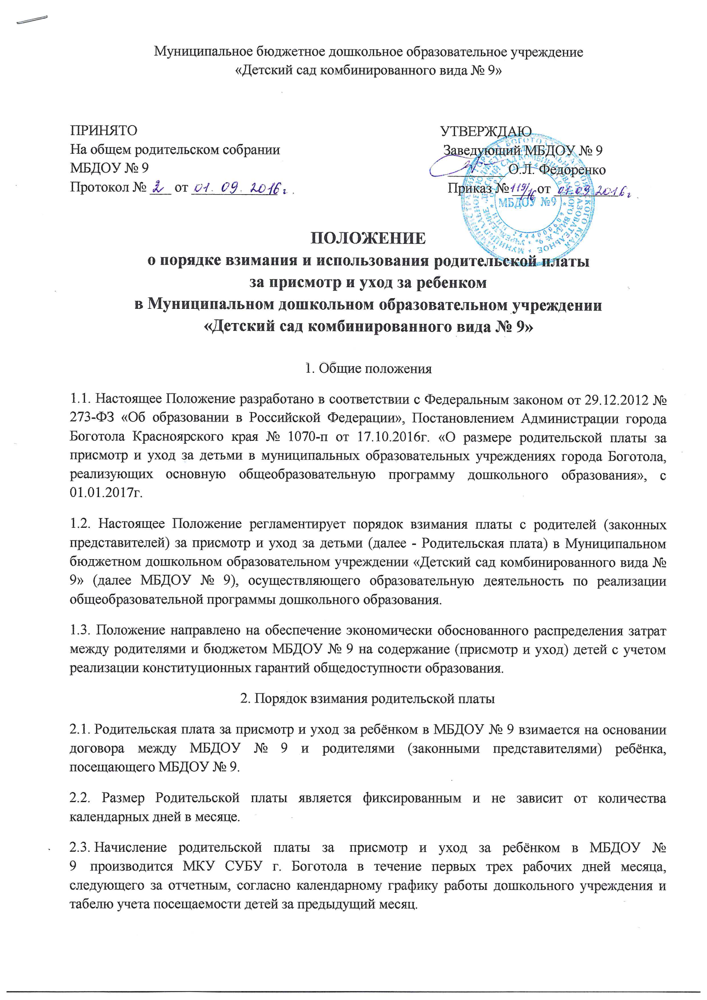 Муниципальное бюджетное дошкольное образовательное учреждение
«Детский сад комбинированного вида № 9»
ПРИНЯТО
На общем родительском собрании
МБДОУ № 9
Протокол № 2 от 01.09.2016г.
УТВЕРЖДАЮ
Заведующий МБДОУ № 9
О.Л. Федоренко
Приказ № 119/16 от 01.09.2016г.
МБДОУ №9
ПОЛОЖЕНИЕ
о порядке взимания и использования родительской платы
за присмотр и уход за ребенком
в Муниципальном дошкольном образовательном учреждении
«Детский сад комбинированного вида № 9»
1. Общие положения
1.1. Настоящее Положение разработано в соответствии с Федеральным законом от 29.12.2012 №
273-ФЗ «Об образовании в Российской Федерации», Постановлением Администрации города
Боготола Красноярского края № 1070-п от 17.10.2016г. «О размере родительской платы за
присмотр и уход за детьми в муниципальных образовательных учреждениях города Боготола,
реализующих основную общеобразовательную программу дошкольного образования», с
01.01.2017г.
1.2. Настоящее Положение регламентирует порядок взимания платы с родителей (законных
представителей) за присмотр и уход за детьми (далее - Родительская плата) в Муниципальном
бюджетном дошкольном образовательном учреждении «Детский сад комбинированного вида №
9» (далее МБДОУ № 9), осуществляющего образовательную деятельность по реализации
общеобразовательной программы дошкольного образования.
1.3. Положение направлено на обеспечение экономически обоснованного распределения затрат
между родителями и бюджетом МБДОУ № 9 на содержание (присмотр и уход) детей с учетом
реализации конституционных гарантий общедоступности образования.
2. Порядок взимания родительской платы
2.1. Родительская плата за присмотр и уход за ребёнком в МБДОУ № 9 взимается на основании
договора между МБДОУ № 9 и родителями (законными представителями) ребёнка,
посещающего МБДОУ № 9.
2.2. Размер Родительской платы является фиксированным и не зависит от количества
календарных дней в месяце.
2.3. Начисление родительской платы за присмотр и уход за ребёнком в МБДОУ №
9 производится МКУ СУБУ г. Боготола в течение первых трех рабочих дней месяца,
следующего за отчетным, согласно календарному графику работы дошкольного учреждения и
табелю учета посещаемости детей за предыдущий месяц.